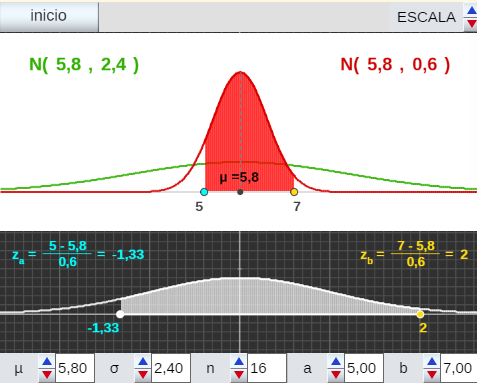 inicio ESCALA
N( 5,8 , 2,4 ) N( 5,8 , 0,6 )
μ =5,8
5 7
z_a = 5 - 5,8 / 0,6 = -1,33 z_b = 7 - 5,8 / 0,6 = 2
-1,33 2
μ 5,80 σ 2,40 n 16 a 5,00 b 7,00